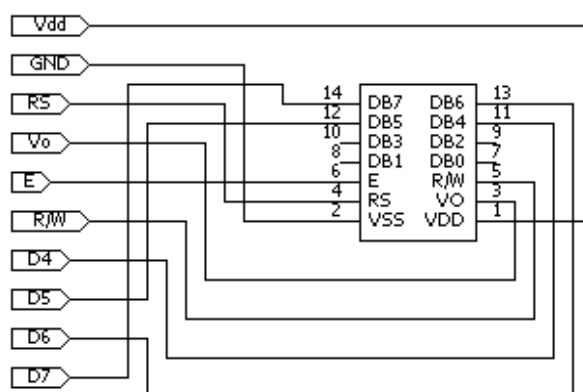 Vdd
GND
RS
Vo
E
R/W
D4
D5
D6
D7
14 DB7 DB6 13
12 DB5 DB4 11
10 DB3 DB2 9
8 DB1 DB0 7
6 E R/W 5
4 RS VO 3
2 VSS VDD 1